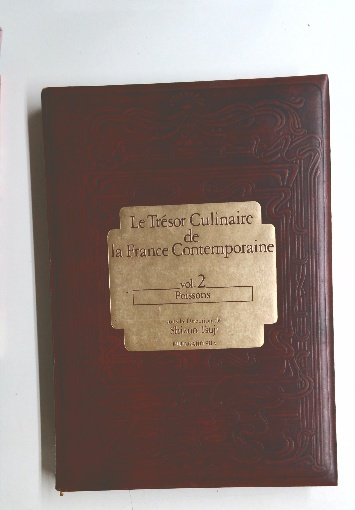 Le Trésor Culinaire
de
la France Contemporaine
vol. 2
Poissons
Shizuo Tsuji